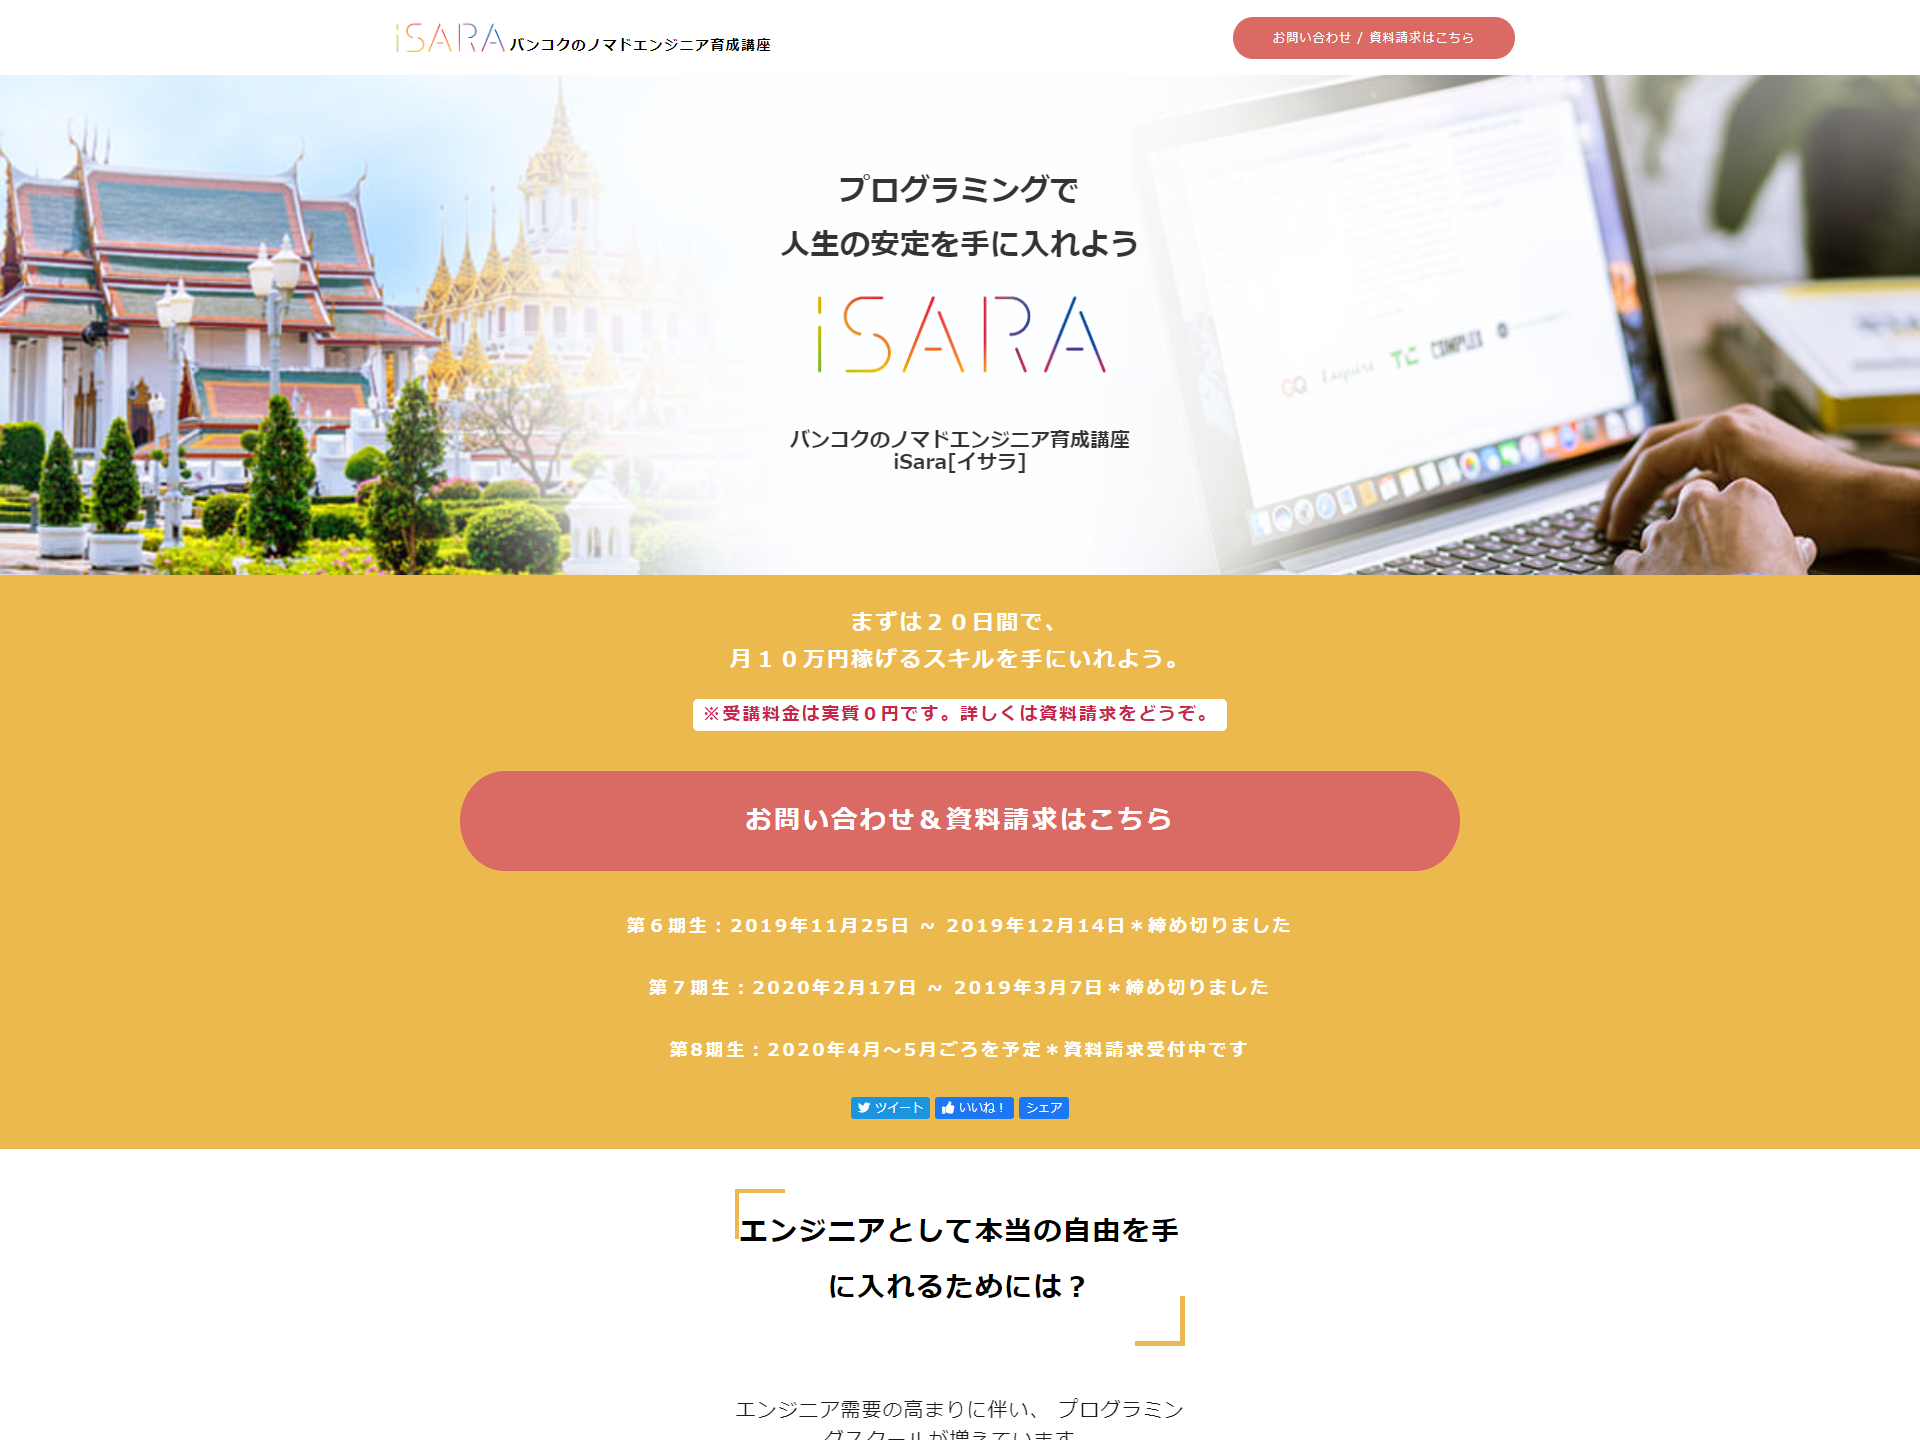 iSARA バンコクのノマドエンジニア育成講座
お問い合わせ / 資料請求はこちら
プログラミングで
人生の安定を手に入れよう
iSARA
バンコクのノマドエンジニア育成講座
iSara[イサラ]
GQ Esquire. TC COMPLEX
まずは２０日間で、
月１０万円稼げるスキルを手にいれよう。
※受講料金は実質０円です。詳しくは資料請求をどうぞ。
お問い合わせ＆資料請求はこちら
第６期生：2019年11月25日 ~ 2019年12月14日＊締め切りました
第７期生：2020年2月17日 ~ 2019年3月7日＊締め切りました
第8期生：2020年4月〜5月ごろを予定＊資料請求受付中です
ツイート いいね！ シェア
エンジニアとして本当の自由を手
に入れるためには？
エンジニア需要の高まりに伴い、 プログラミン
グスクールが増えています。